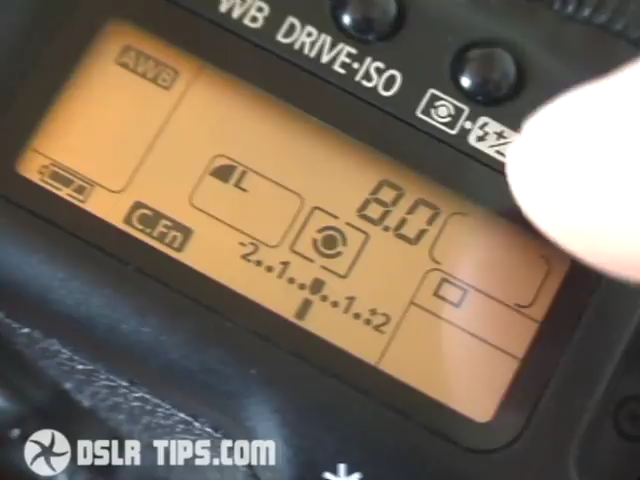 WB DRIVE·ISO
AWB
L
8.0
C.Fn
-2..1..▼..1.:+2
DSLR TIPS.com